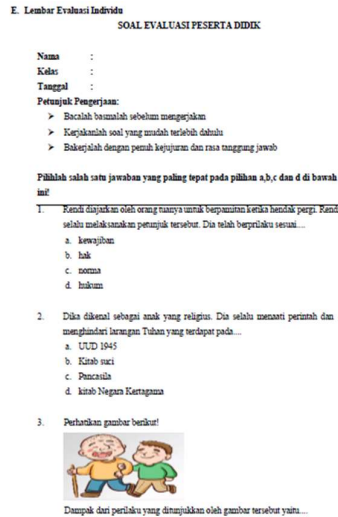 E. Lembar Evaluasi Individu
SOAL EVALUASI PESERTA DIDIK
Nama :
Kelas :
Tanggal :
Petunjuk Pengerjaan:
➤ Bacalah basmalah sebelum mengerjakan
➤ Kerjakanlah soal yang mudah terlebih dahulu
➤ Bakerjalah dengan penuh kejujuran dan rasa tanggung jawab
Pilihlah salah satu jawaban yang paling tepat pada pilihan a,b,c dan d di bawah
ini!
1. Rendi diajarkan oleh orang tuanya untuk berpamitan ketika hendak pergi. Rend
selalu melaksanakan petunjuk tersebut. Dia telah berprilaku sesuai....
a. kewajiban
b. hak
c. norma
d. hukum
2. Dika dikenal sebagai anak yang religius. Dia selalu menaati perintah dan
menghindari larangan Tuhan yang terdapat pada....
a. UUD 1945
b. Kitab suci
c. Pancasila
d. kitab Negara Kertagama
3. Perhatikan gambar berikut!
Dampak dari perilaku yang ditunjukkan oleh gambar tersebut yaitu....